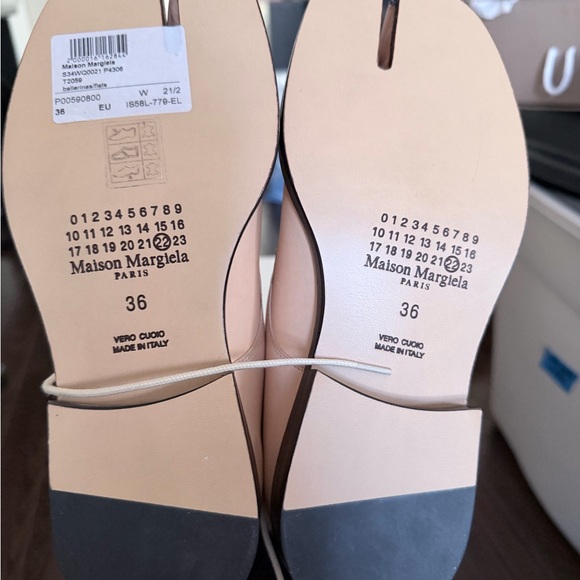 2000016162844
Maison Margiela
S34WQ0021 P4306
T2059
ballerinas/flats
P00590800 W 21/2
36 EU IS58L-779-EL
0 1 2 3 4 5 6 7 8 9
10 11 12 13 14 15 16
17 18 19 20 21 22 23
Maison Margiela
PARIS
36
VERO CUOIO
MADE IN ITALY
0 1 2 3 4 5 6 7 8 9
10 11 12 13 14 15 16
17 18 19 20 21 22 23
Maison Margiela
PARIS
36
VERO CUOIO
MADE IN ITALY